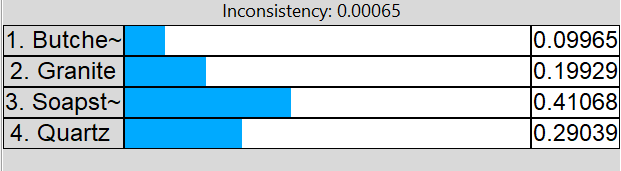 Inconsistency: 0.00065
1. Butche~ 0.09965
2. Granite 0.19929
3. Soapst~ 0.41068
4. Quartz 0.29039